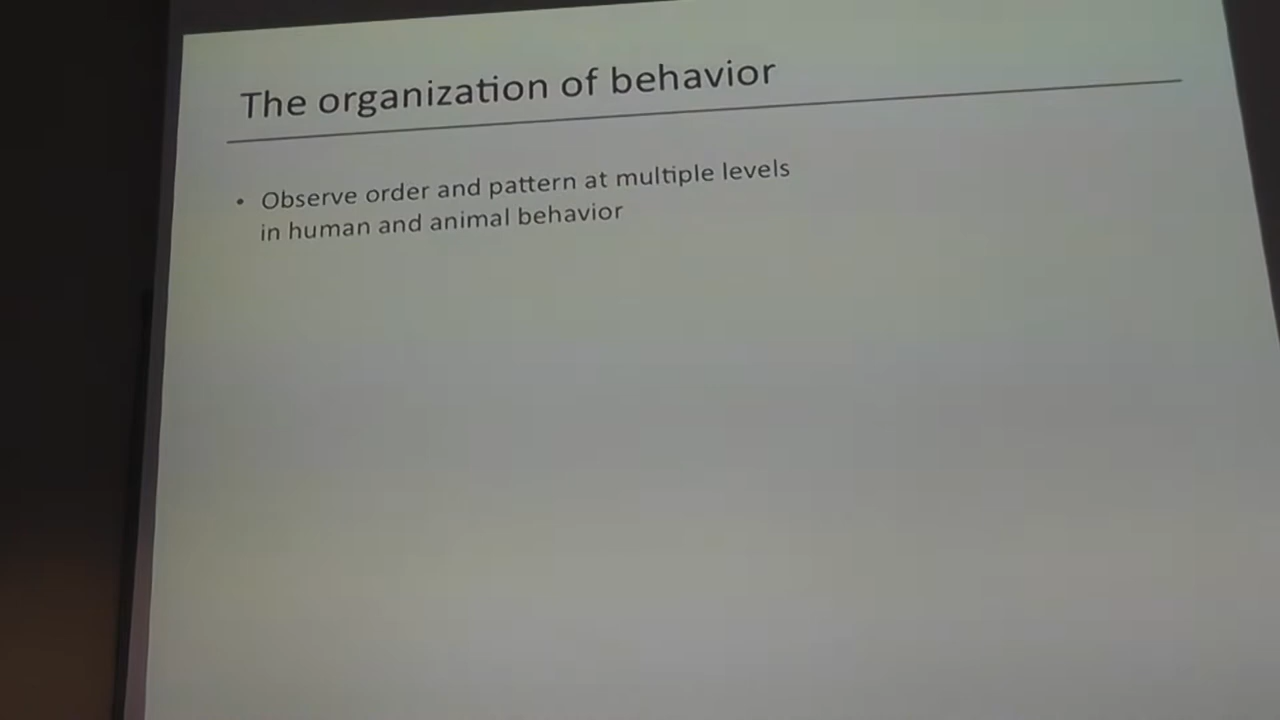 The organization of behavior
• Observe order and pattern at multiple levels
in human and animal behavior